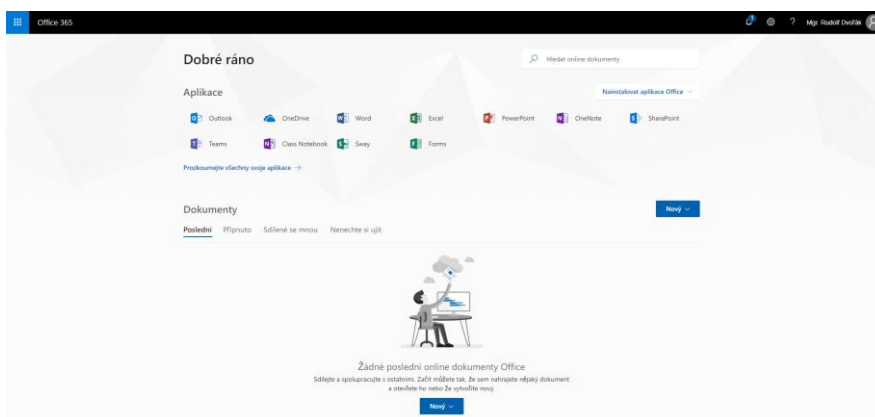 Office 365
1
?
Mgr. Rudolf Dvořák
Dobré ráno
Hledat online dokumenty
Aplikace
Nainstalovat aplikace Office
Outlook
OneDrive
Word
Excel
PowerPoint
OneNote
SharePoint
Teams
Class Notebook
Sway
Forms
Prozkoumejte všechny svoje aplikace →
Dokumenty
Nový
Poslední
Připnuto
Sdílené se mnou
Nenechte si ujít
Žádné poslední online dokumenty Office
Sdílejte a spolupracujte s ostatními. Začít můžete tak, že sem nahrajete nějaký dokument
a otevřete ho nebo že vytvoříte nový.
Nový